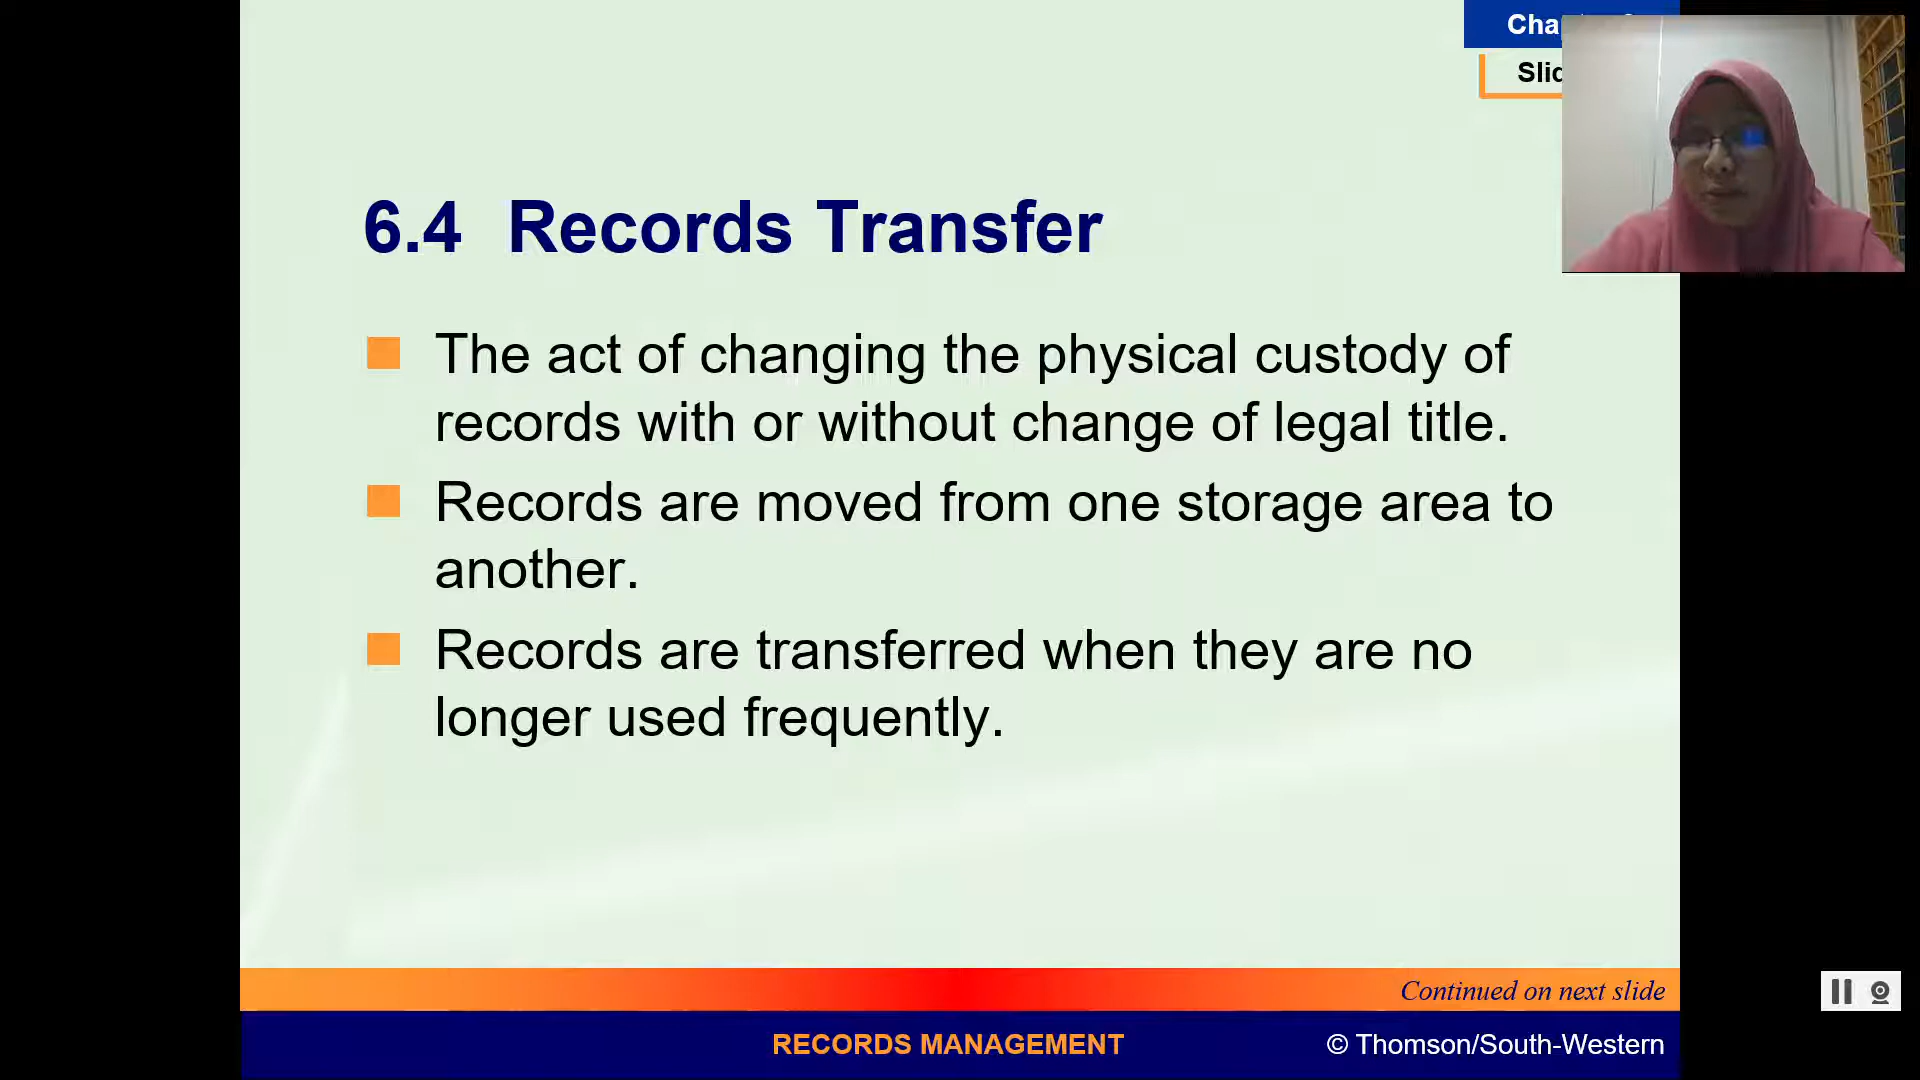 6.4 Records Transfer
The act of changing the physical custody of
records with or without change of legal title.
Records are moved from one storage area to
another.
Records are transferred when they are no
longer used frequently.
Continued on next slide
RECORDS MANAGEMENT
© Thomson/South-Western